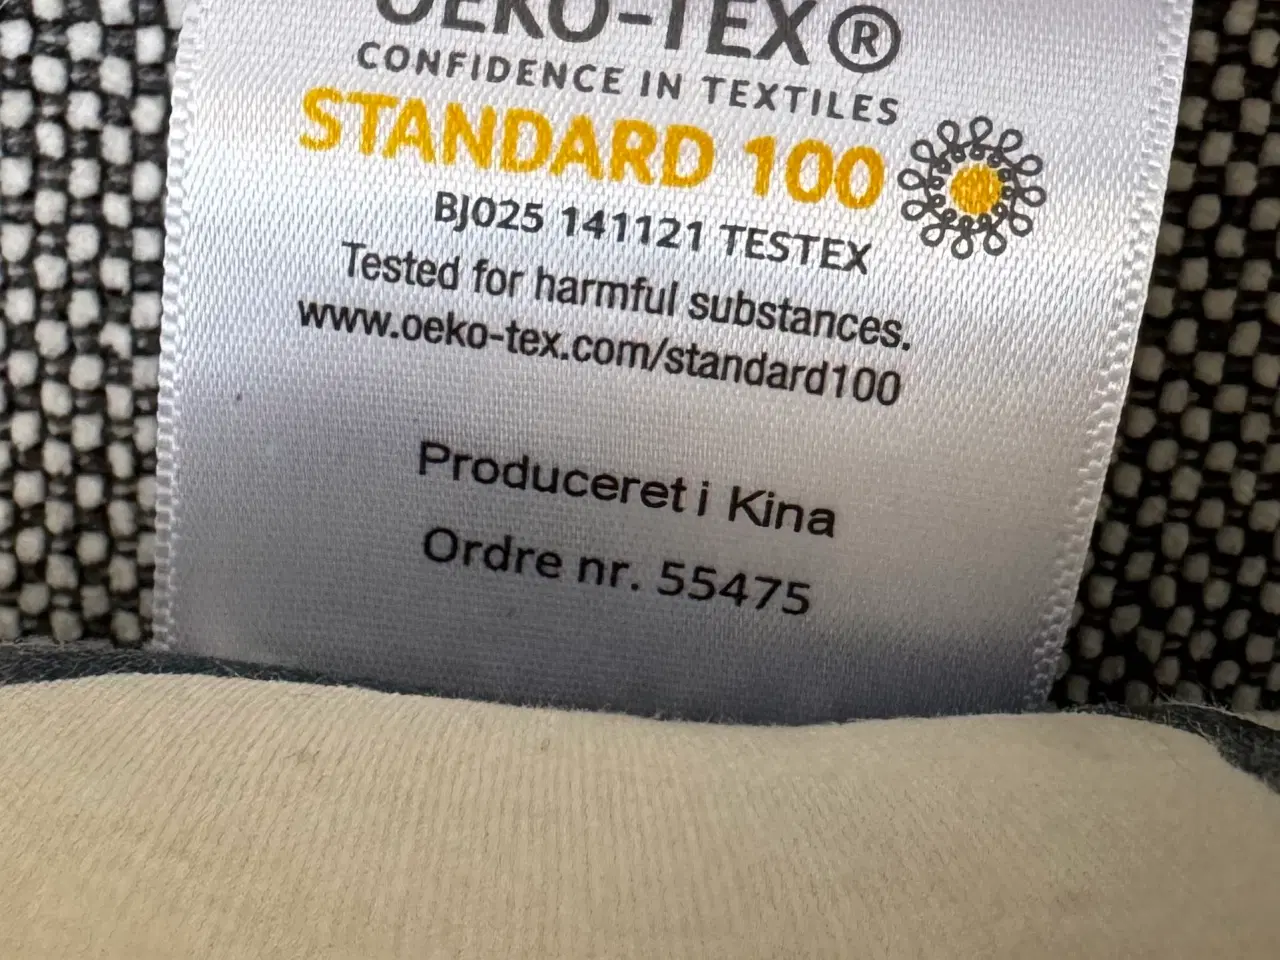 OEKO-TEX®
CONFIDENCE IN TEXTILES
STANDARD 100
BJ025 141121 TESTEX
Tested for harmful substances.
www.oeko-tex.com/standard100
Produceret i Kina
Ordre nr. 55475